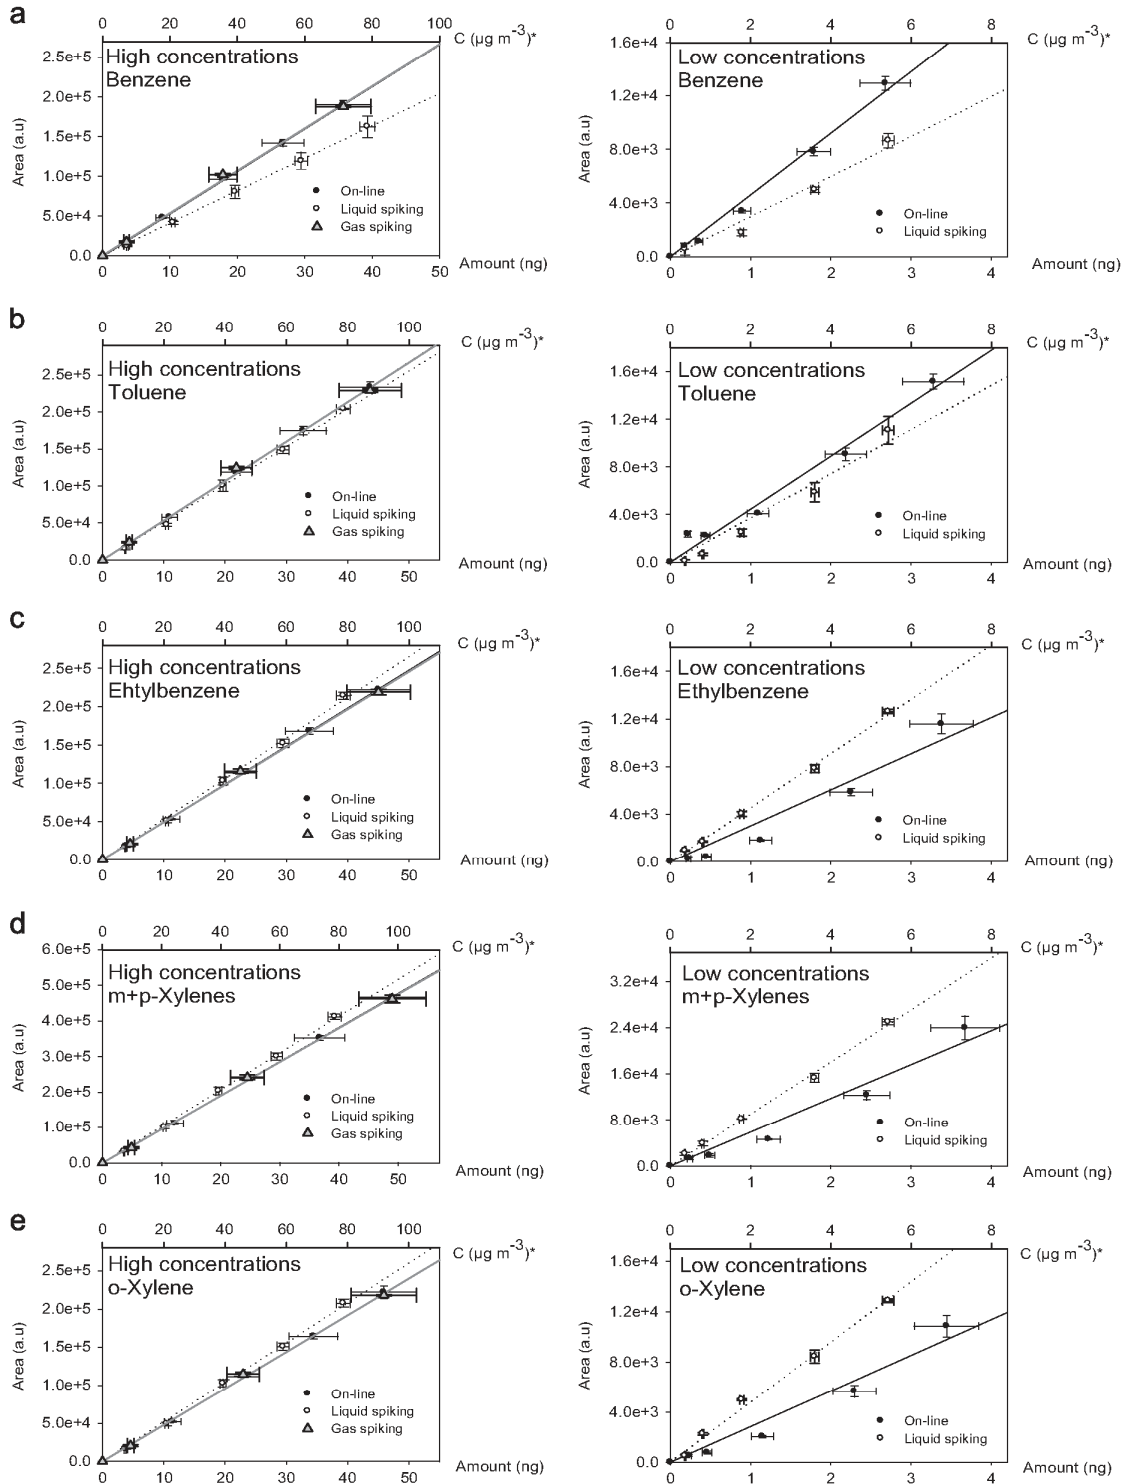 a
0 20 40 60 80 100 C (µg m-3)*
2.5e+5
2.0e+5
1.5e+5
1.0e+5
5.0e+4
0.0
Area (a.u)
High concentrations
Benzene
On-line
Liquid spiking
Gas spiking
0 10 20 30 40 50
Amount (ng)
0 2 4 6 8 C (µg m-3)*
1.6e+4
1.2e+4
8.0e+3
4.0e+3
0.0
Area (a.u)
Low concentrations
Benzene
On-line
Liquid spiking
0 1 2 3 4
Amount (ng)
b
0 20 40 60 80 100 C (µg m-3)*
2.5e+5
2.0e+5
1.5e+5
1.0e+5
5.0e+4
0.0
Area (a.u)
High concentrations
Toluene
On-line
Liquid spiking
Gas spiking
0 10 20 30 40 50
Amount (ng)
0 2 4 6 8 C (µg m-3)*
1.6e+4
1.2e+4
8.0e+3
4.0e+3
0.0
Area (a.u)
Low concentrations
Toluene
On-line
Liquid spiking
0 1 2 3 4
Amount (ng)
c
0 20 40 60 80 100 C (µg m-3)*
2.5e+5
2.0e+5
1.5e+5
1.0e+5
5.0e+4
0.0
Area (a.u)
High concentrations
Ehtylbenzene
On-line
Liquid spiking
Gas spiking
0 10 20 30 40 50
Amount (ng)
0 2 4 6 8 C (µg m-3)*
1.6e+4
1.2e+4
8.0e+3
4.0e+3
0.0
Area (a.u)
Low concentrations
Ethylbenzene
On-line
Liquid spiking
0 1 2 3 4
Amount (ng)
d
0 20 40 60 80 100 C (µg m-3)*
6.0e+5
5.0e+5
4.0e+5
3.0e+5
2.0e+5
1.0e+5
0.0
Area (a.u)
High concentrations
m+p-Xylenes
On-line
Liquid spiking
Gas spiking
0 10 20 30 40 50
Amount (ng)
0 2 4 6 8 C (µg m-3)*
3.2e+4
2.4e+4
1.6e+4
8.0e+3
0.0
Area (a.u)
Low concentrations
m+p-Xylenes
On-line
Liquid spiking
0 1 2 3 4
Amount (ng)
e
0 20 40 60 80 100 C (µg m-3)*
2.5e+5
2.0e+5
1.5e+5
1.0e+5
5.0e+4
0.0
Area (a.u)
High concentrations
o-Xylene
On-line
Liquid spiking
Gas spiking
0 10 20 30 40 50
Amount (ng)
0 2 4 6 8 C (µg m-3)*
1.6e+4
1.2e+4
8.0e+3
4.0e+3
0.0
Area (a.u)
Low concentrations
o-Xylene
On-line
Liquid spiking
0 1 2 3 4
Amount (ng)